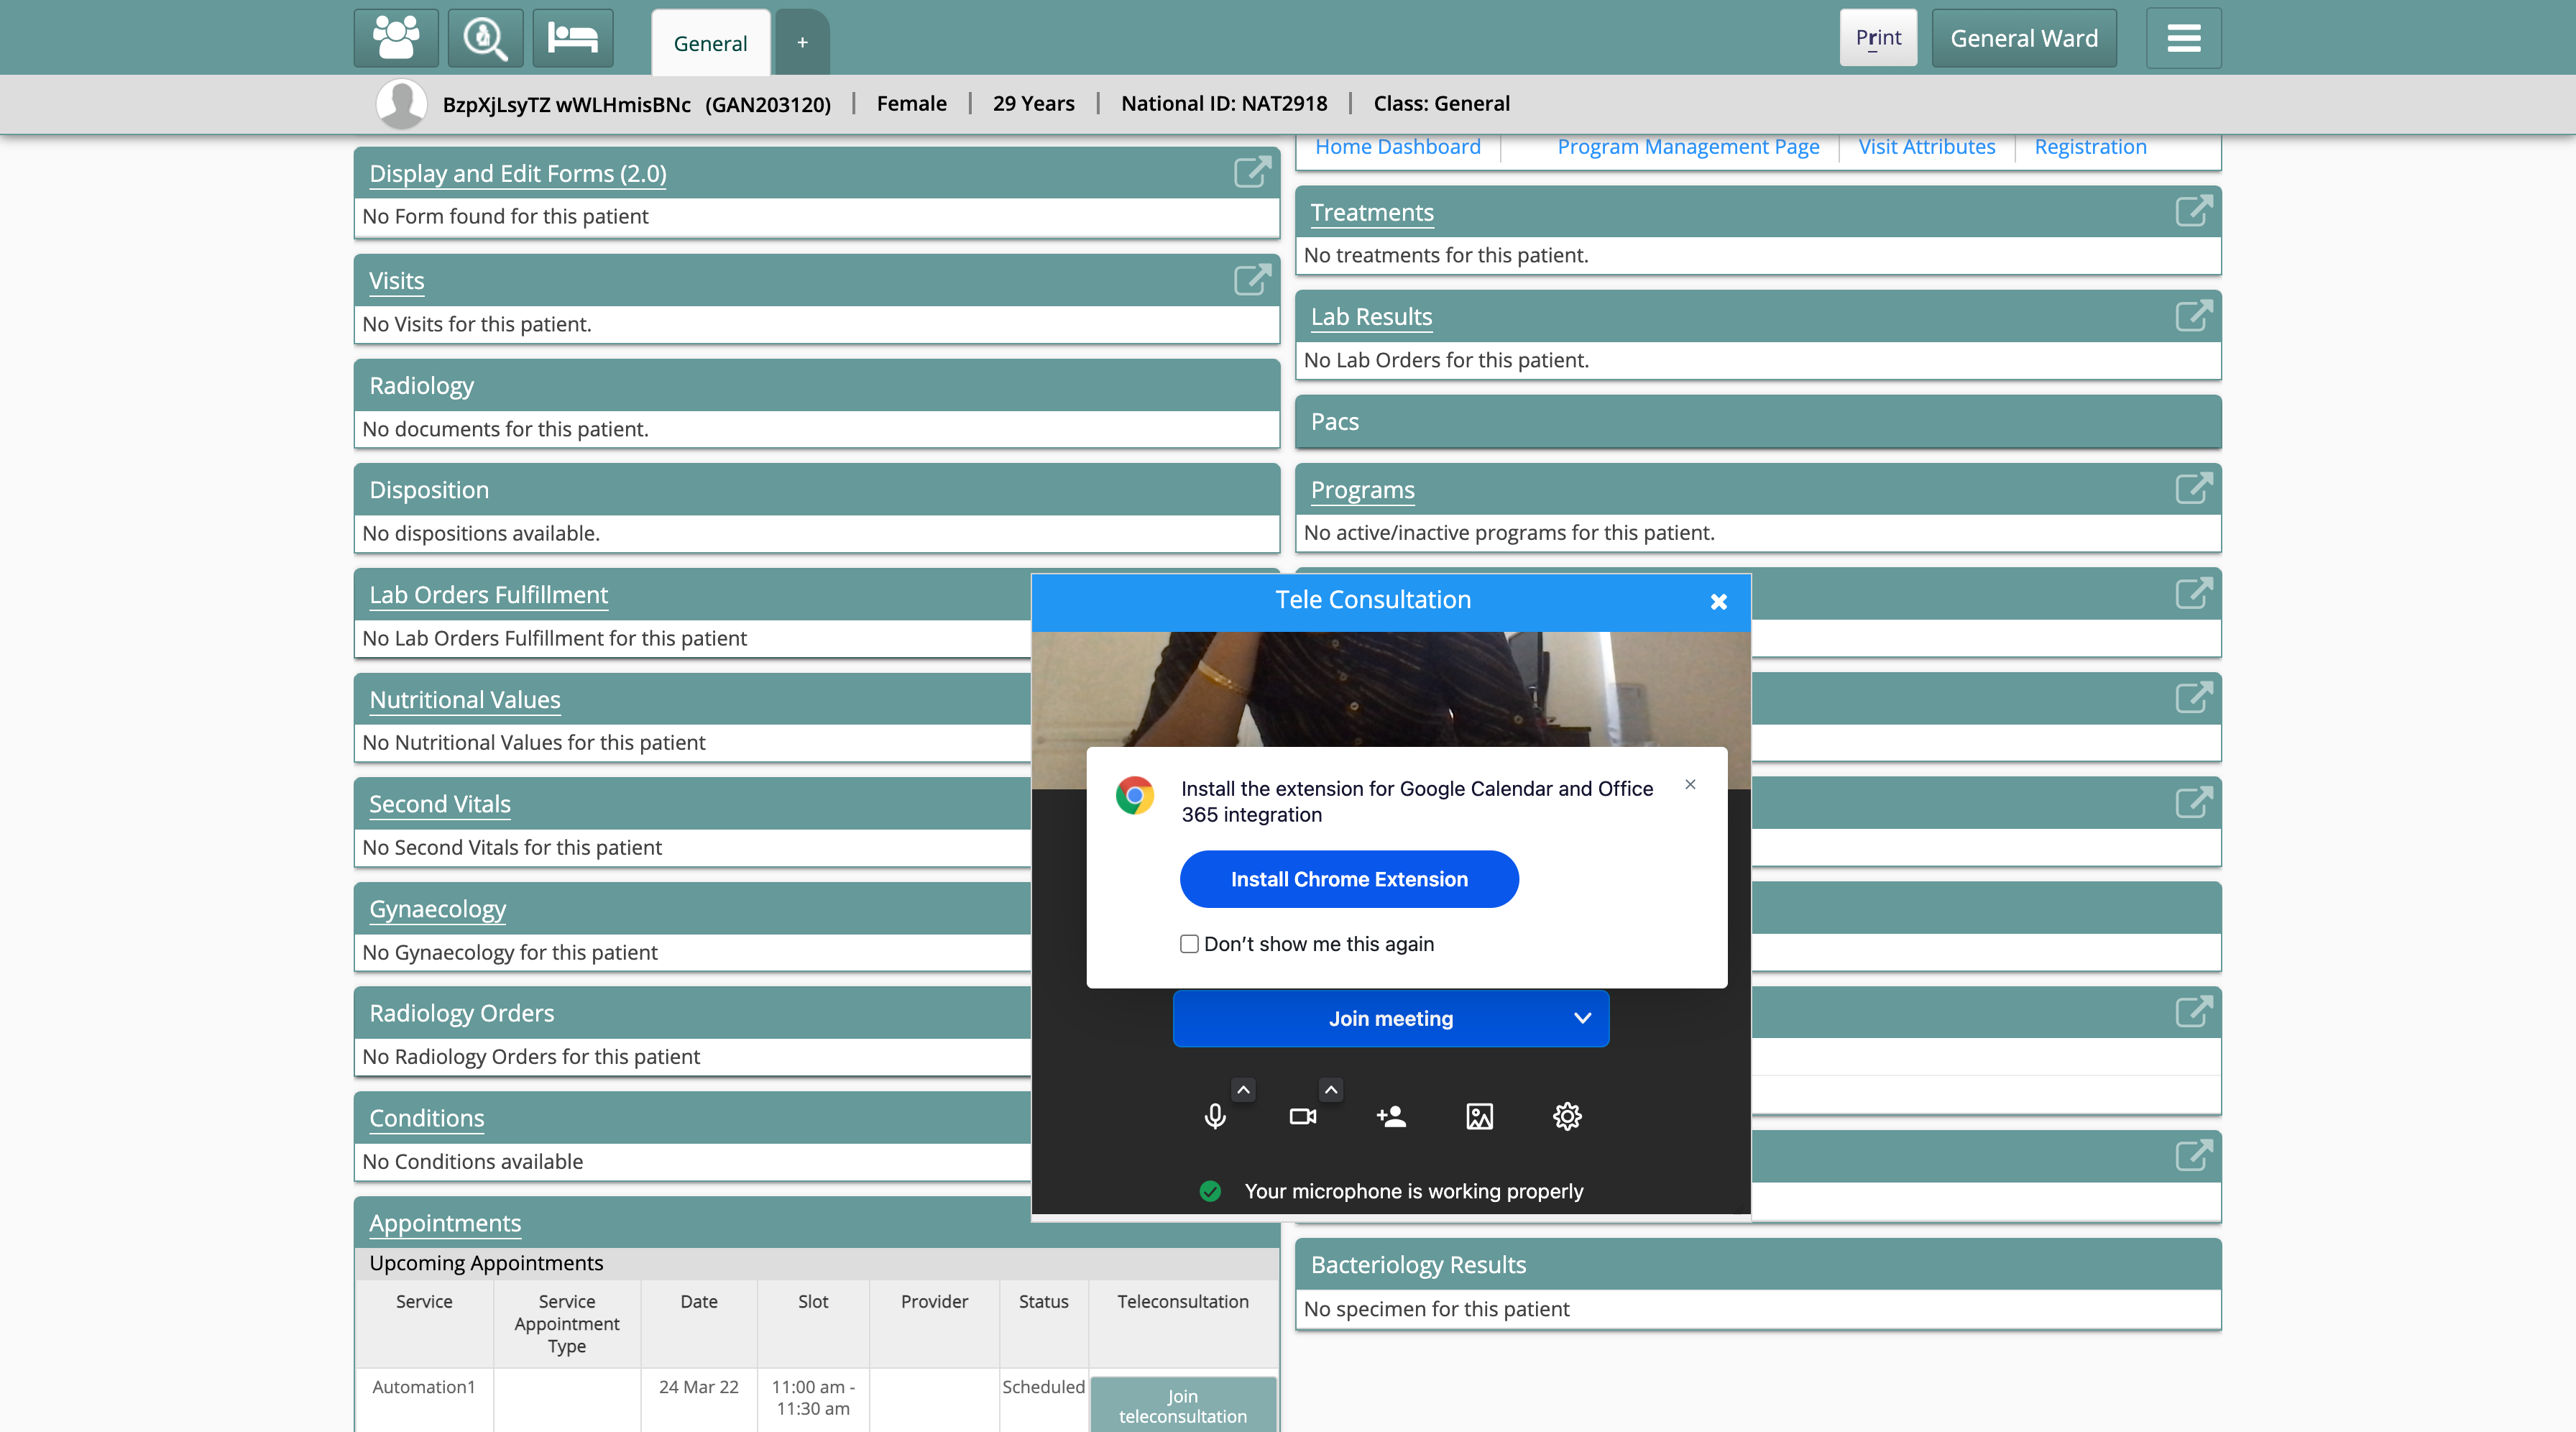 General
+
Print
General Ward
BzpXjLsyTZ wWLHmisBNc (GAN203120) | Female | 29 Years | National ID: NAT2918 | Class: General
Home Dashboard
Program Management Page
Visit Attributes
Registration
Display and Edit Forms (2.0)
No Form found for this patient
Visits
No Visits for this patient.
Radiology
No documents for this patient.
Disposition
No dispositions available.
Lab Orders Fulfillment
No Lab Orders Fulfillment for this patient
Nutritional Values
No Nutritional Values for this patient
Second Vitals
No Second Vitals for this patient
Gynaecology
No Gynaecology for this patient
Radiology Orders
No Radiology Orders for this patient
Conditions
No Conditions available
Appointments
Upcoming Appointments
Service
Service
Appointment
Type
Date
Slot
Provider
Status
Teleconsultation
Automation1
24 Mar 22
11:00 am -
11:30 am
Scheduled
Join
teleconsultation
Treatments
No treatments for this patient.
Lab Results
No Lab Orders for this patient.
Pacs
Programs
No active/inactive programs for this patient.
Tele Consultation
Install the extension for Google Calendar and Office
365 integration
Install Chrome Extension
Don't show me this again
Join meeting
Your microphone is working properly
Bacteriology Results
No specimen for this patient